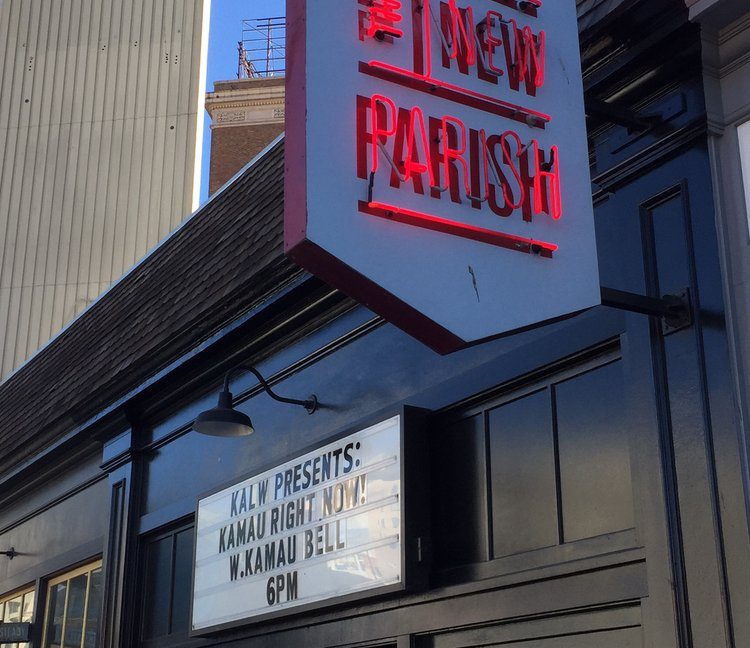 NEW
PARISH
KALW PRESENTS:
KAMAU RIGHT NOW!
W.KAMAU BELL
6PM